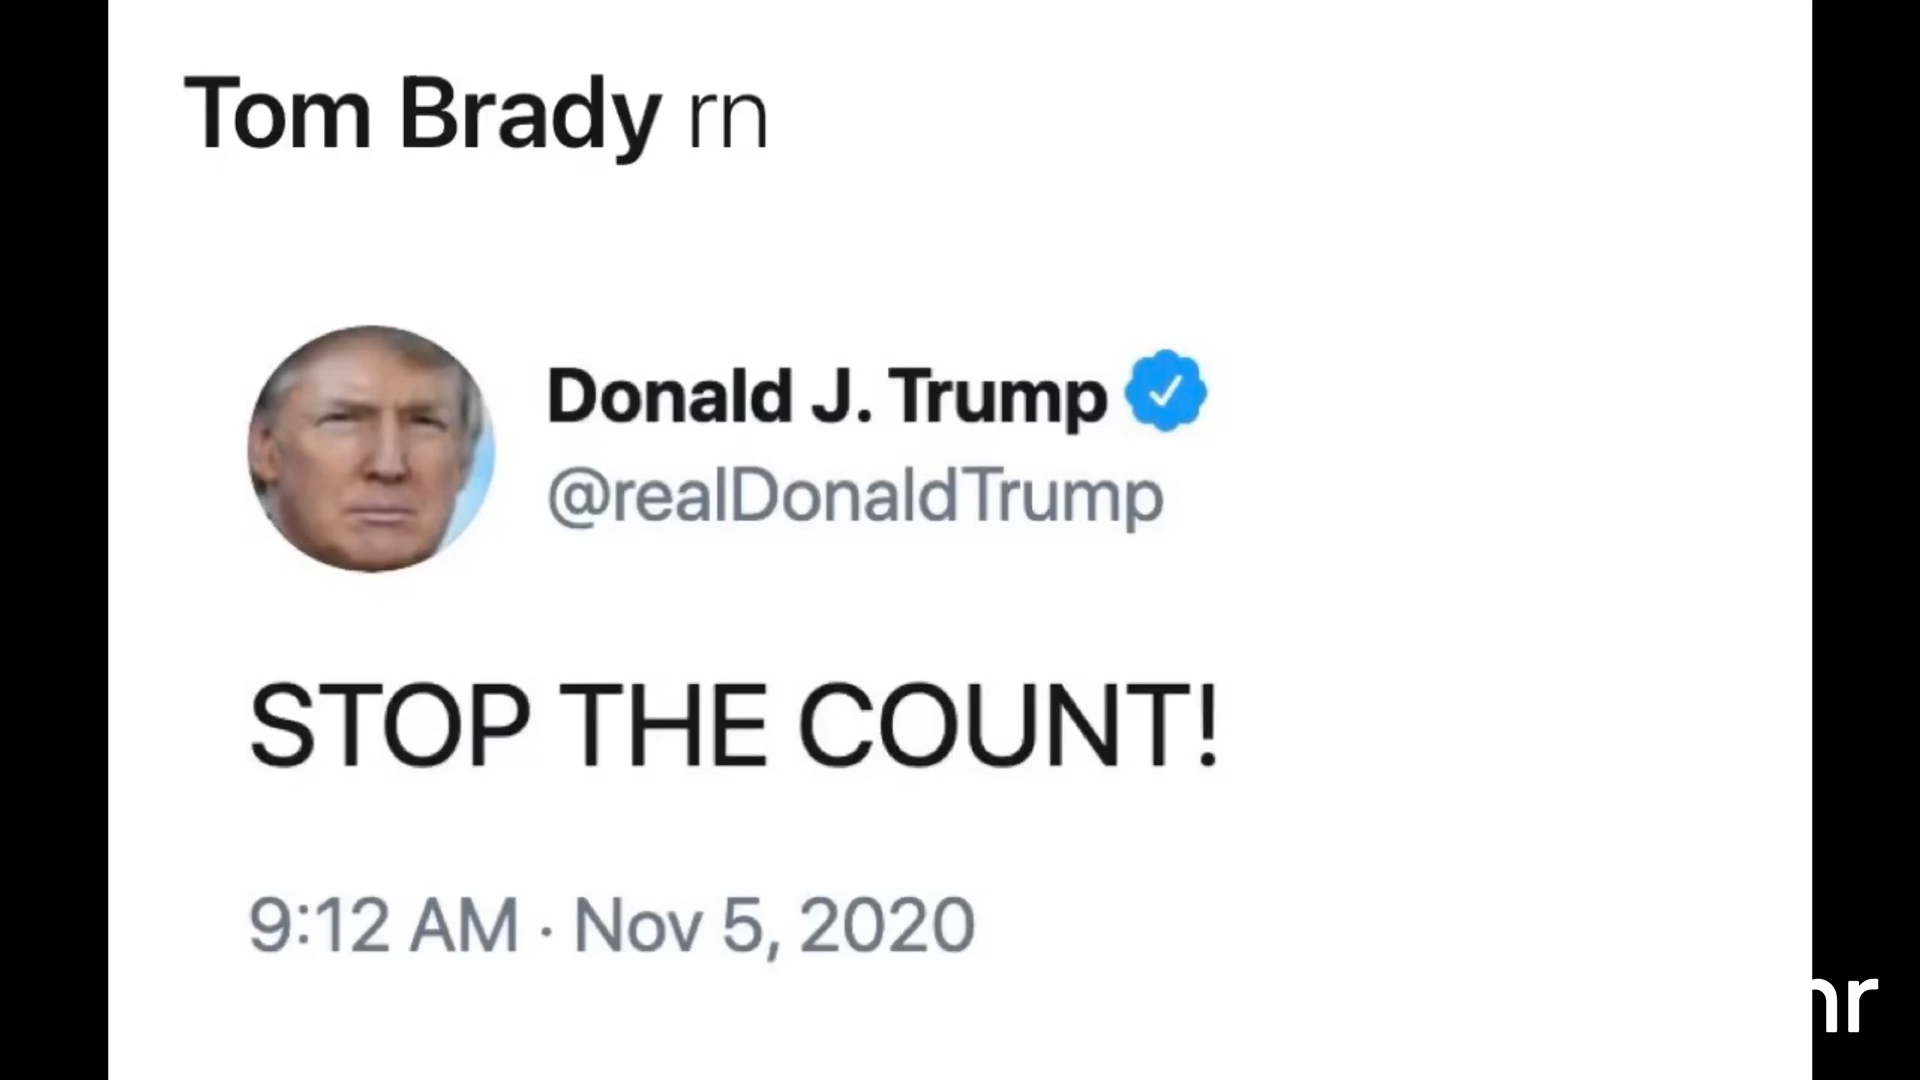 Tom Brady rn
Donald J. Trump
@realDonaldTrump
STOP THE COUNT!
9:12 AM · Nov 5, 2020